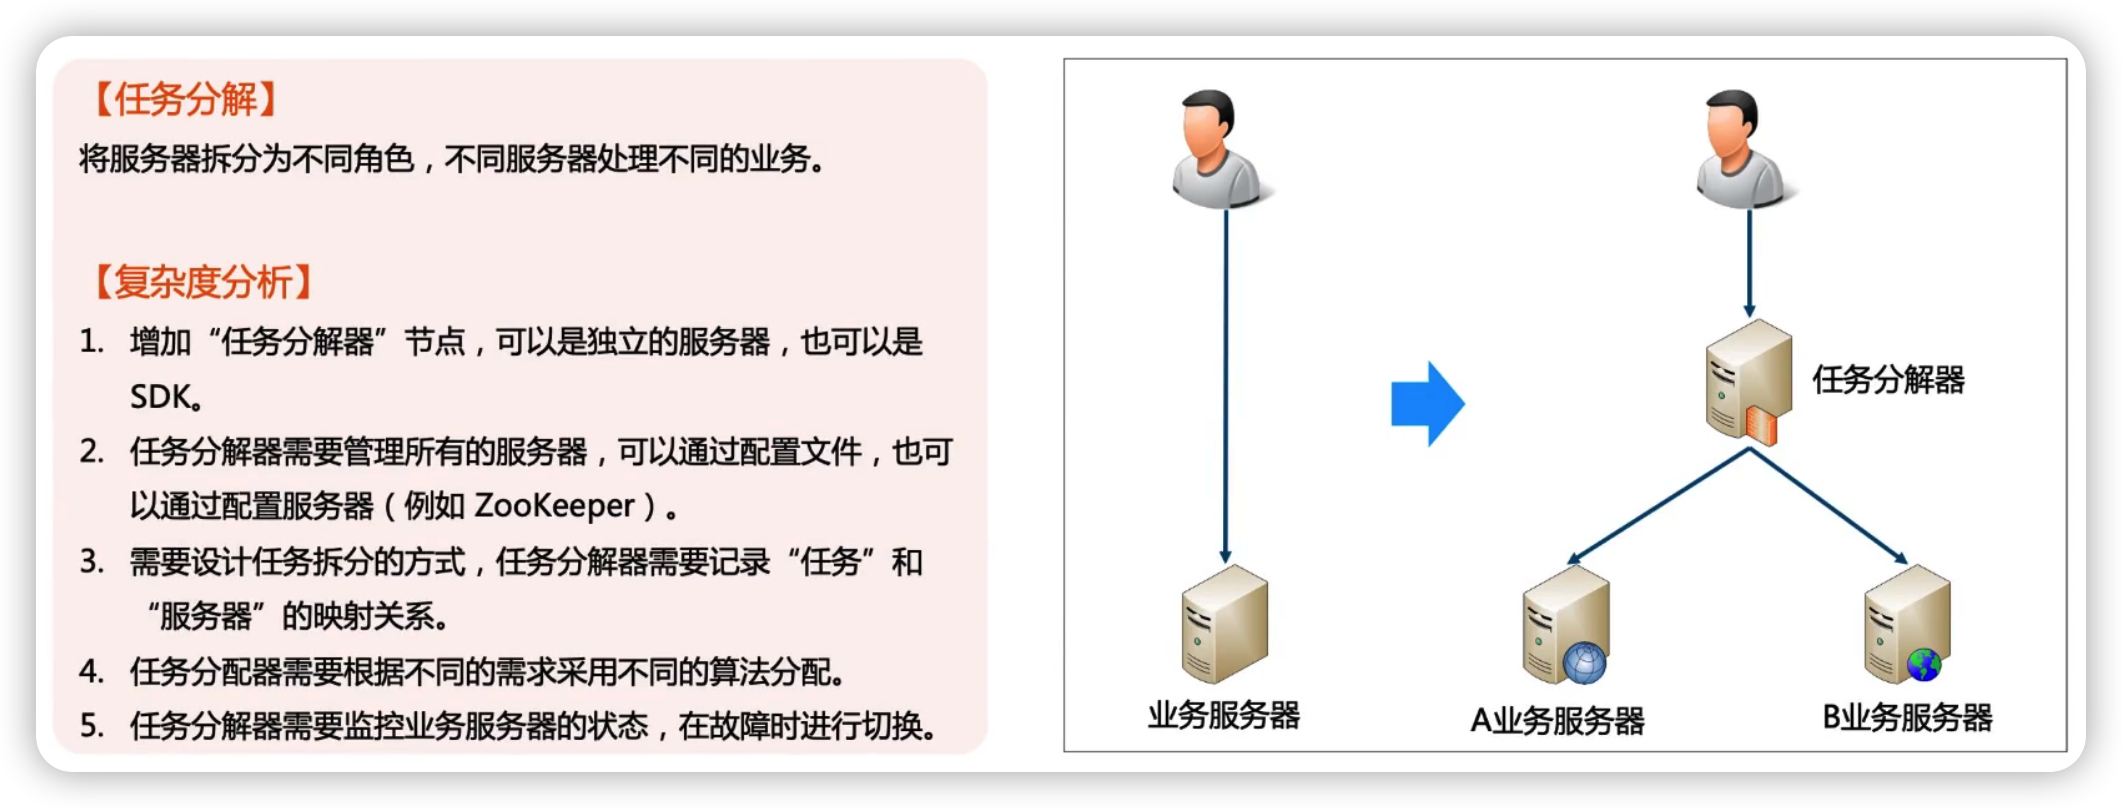 【任务分解】
将服务器拆分为不同角色，不同服务器处理不同的业务。
【复杂度分析】
1. 增加“任务分解器”节点，可以是独立的服务器，也可以是
SDK。
2. 任务分解器需要管理所有的服务器，可以通过配置文件，也可
以通过配置服务器（例如 ZooKeeper）。
3. 需要设计任务拆分的方式，任务分解器需要记录“任务”和
“服务器”的映射关系。
4. 任务分配器需要根据不同的需求采用不同的算法分配。
5. 任务分解器需要监控业务服务器的状态，在故障时进行切换。
任务分解器
业务服务器
A业务服务器
B业务服务器